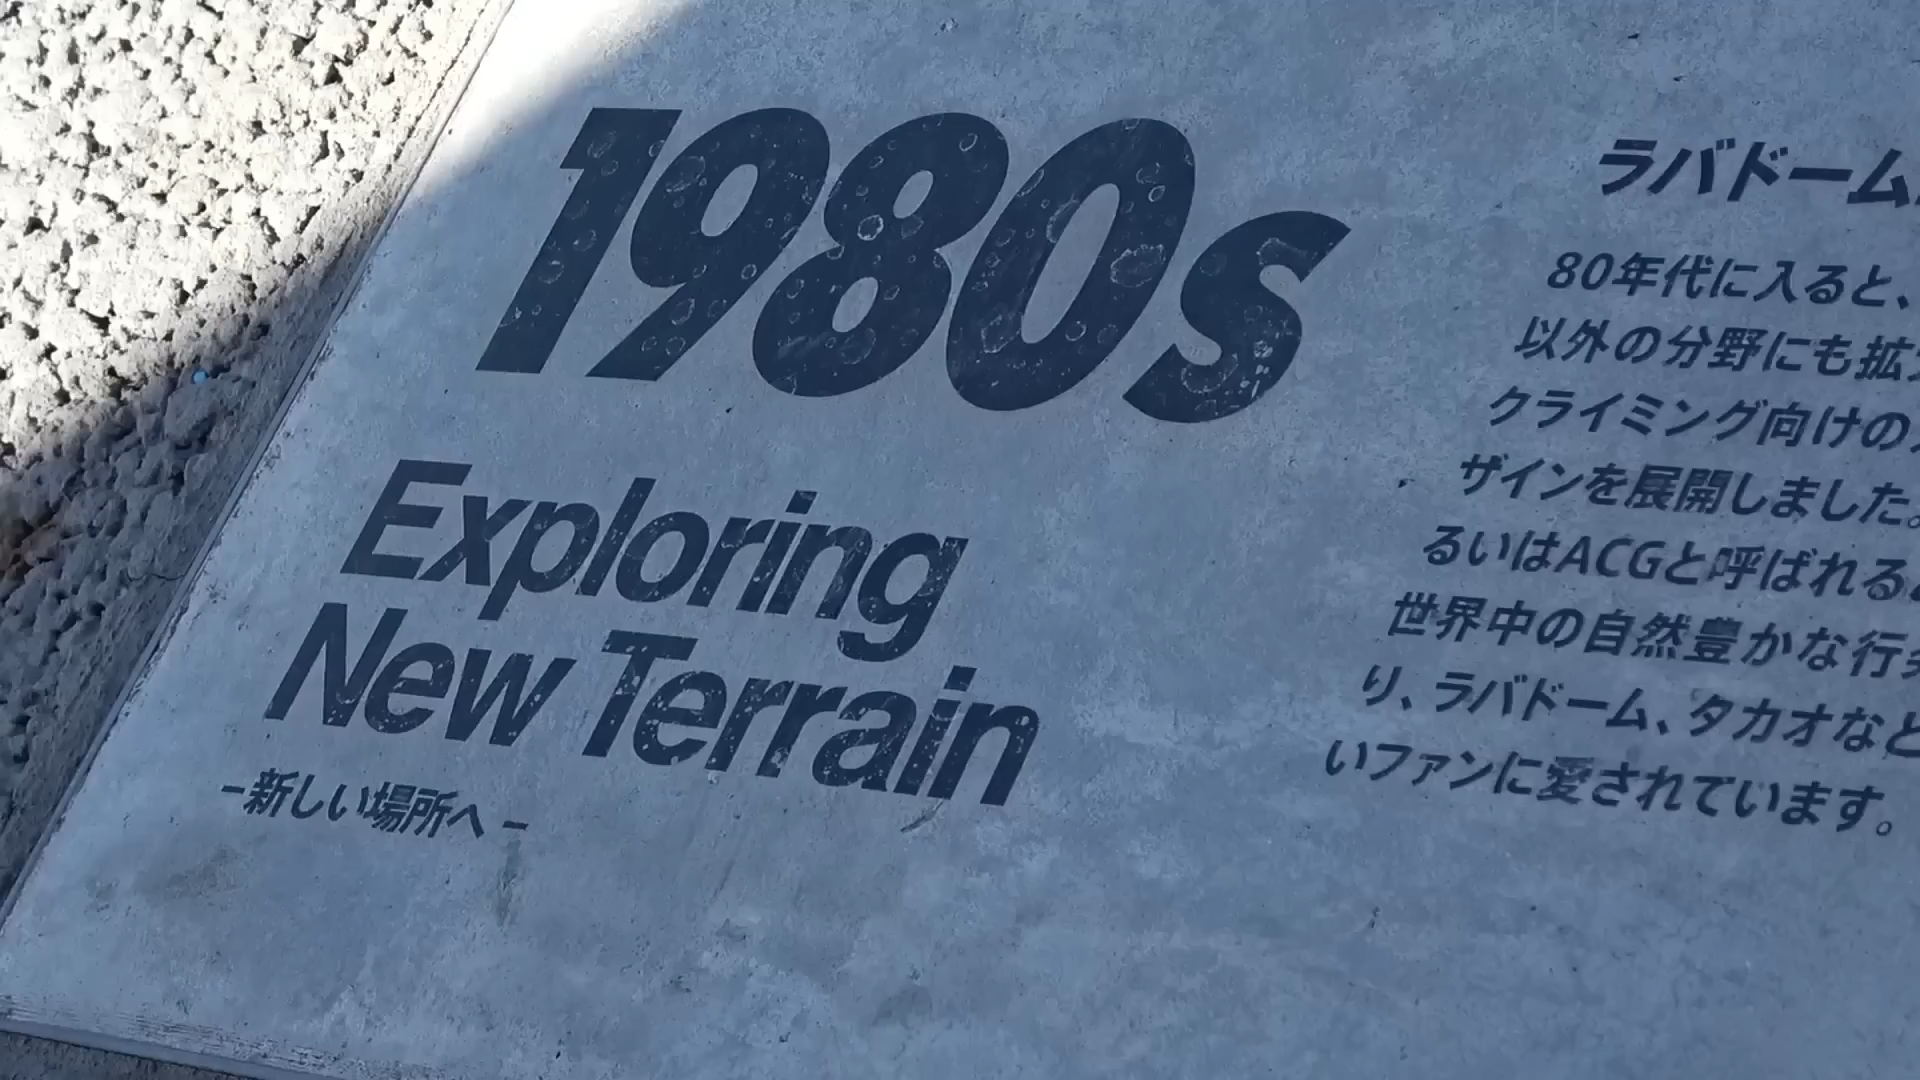 1980s
Exploring
New Terrain
−新しい場所へ −
ラバドーム
80年代に入ると、
以外の分野にも拡
クライミング向けの
ザインを展開しました。
るいはACGと呼ばれる
世界中の自然豊かな行
り、ラバドーム、タカオなど
いファンに愛されています。